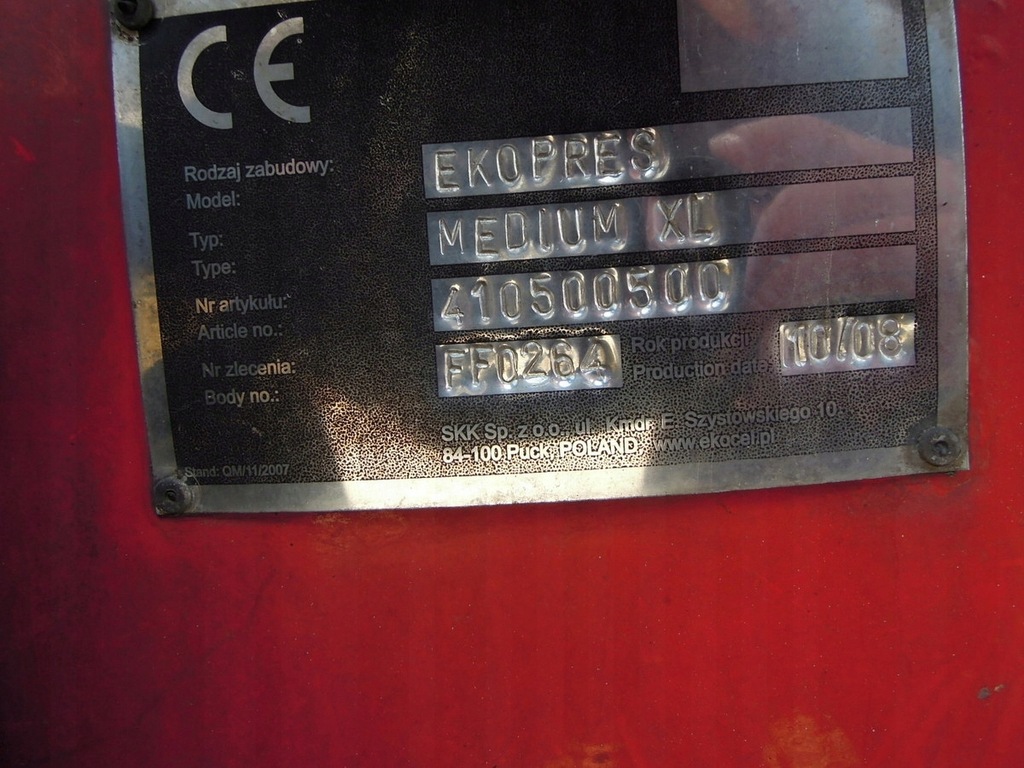 CE
Rodzaj zabudowy:
Model:
EKOPRES
Typ:
Type:
MEDIUM XL
Nr artykułu:
Article no.:
410500500
Nr zlecenia:
Body no.:
FF0264
Rok produkcji
Production date
10/08
SKK Sp. z o.o. ul. Kmdr E. Szystowskiego 10.
84-100 Puck, POLAND. www.ekocel.pl
Stand: QM/11/2007